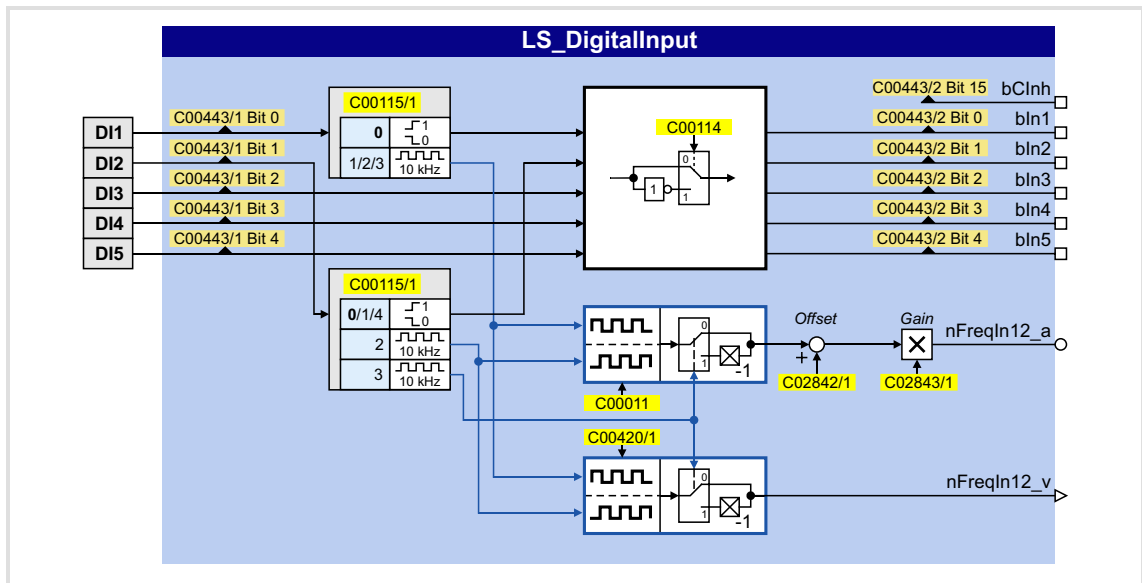 LS_DigitalInput
C00443/2 Bit 15 bCInh
C00115/1
DI1 C00443/1 Bit 0 0 1 0 C00443/2 Bit 0 bIn1
C00114
DI2 C00443/1 Bit 1 1/2/3 10 kHz 0 C00443/2 Bit 1 bIn2
DI3 C00443/1 Bit 2 1 1 C00443/2 Bit 2 bIn3
DI4 C00443/1 Bit 3 C00443/2 Bit 3 bIn4
DI5 C00443/1 Bit 4 C00443/2 Bit 4 bIn5
C00115/1
0/1/4 1 0
2 10 kHz
3 10 kHz
0 1 -1
Offset Gain
+ nFreqIn12_a
C02842/1 C02843/1
C00011
C00420/1
0 1 -1
nFreqIn12_v